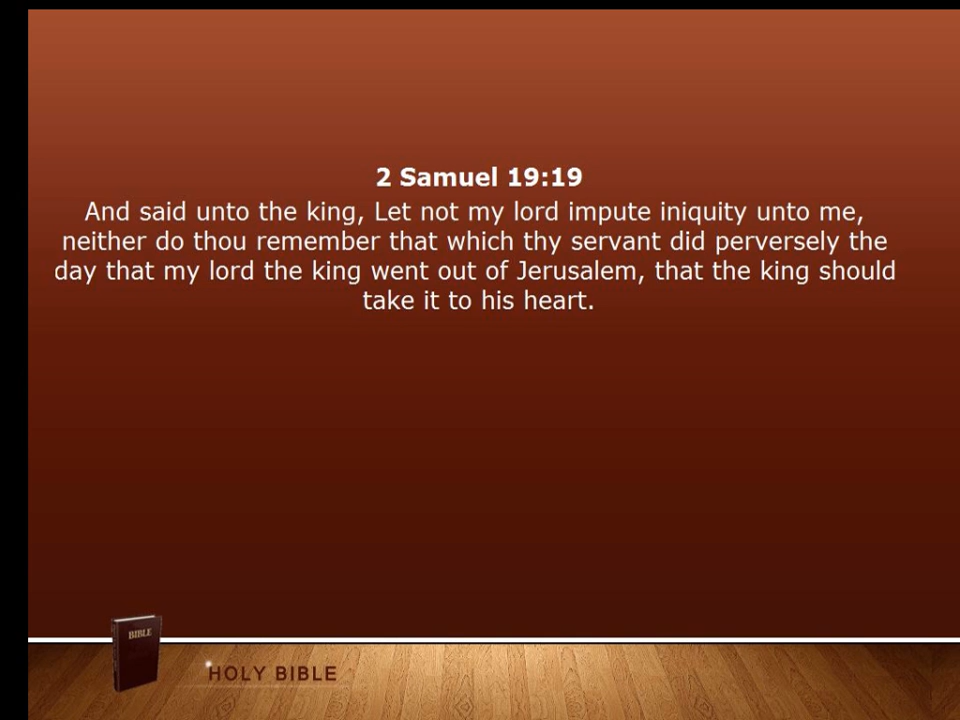 2 Samuel 19:19
And said unto the king, Let not my lord impute iniquity unto me,
neither do thou remember that which thy servant did perversely the
day that my lord the king went out of Jerusalem, that the king should
take it to his heart.
BIBLE
HOLY BIBLE